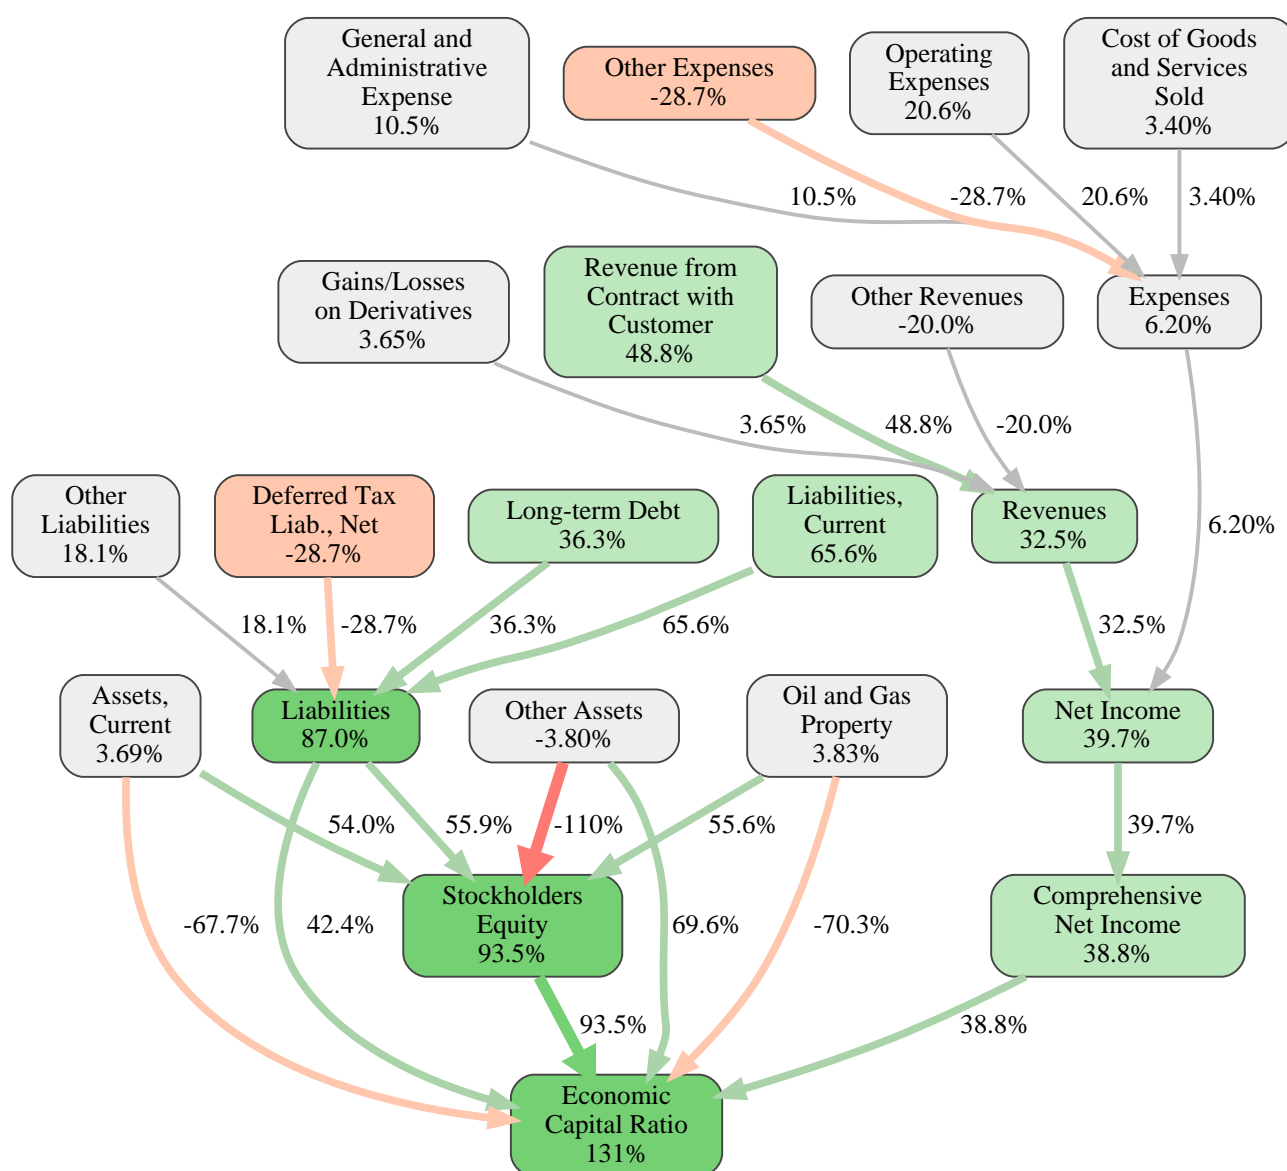 General and
Administrative
Expense
10.5%
Other Expenses
-28.7%
Operating
Expenses
20.6%
Cost of Goods
and Services
Sold
3.40%
10.5%
-28.7%
20.6%
3.40%
Gains/Losses
on Derivatives
3.65%
Revenue from
Contract with
Customer
48.8%
Other Revenues
-20.0%
Expenses
6.20%
3.65%
48.8%
-20.0%
6.20%
Other
Liabilities
18.1%
Deferred Tax
Liab., Net
-28.7%
Long-term Debt
36.3%
Liabilities,
Current
65.6%
Revenues
32.5%
18.1%
-28.7%
36.3%
65.6%
32.5%
Assets,
Current
3.69%
Liabilities
87.0%
Other Assets
-3.80%
Oil and Gas
Property
3.83%
Net Income
39.7%
54.0%
55.9%
-110%
55.6%
39.7%
Stockholders
Equity
93.5%
Comprehensive
Net Income
38.8%
-67.7%
42.4%
69.6%
-70.3%
93.5%
38.8%
Economic
Capital Ratio
131%